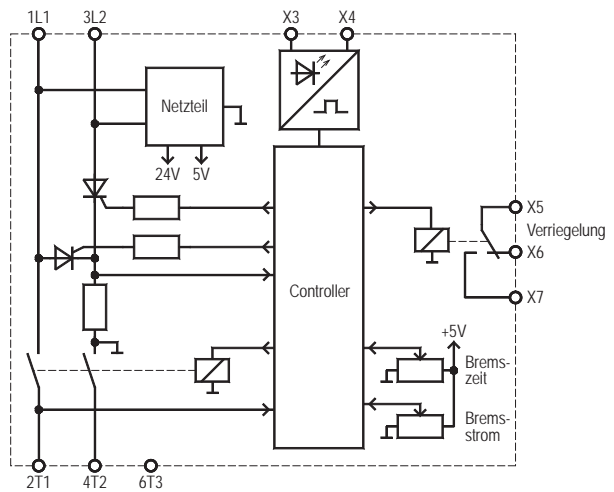 1L1 3L2 X3 X4
Netzteil
24V 5V
X5
Verriegelung
X6
Controller
X7
+5V
Brems-
zeit
Brems-
strom
2T1 4T2 6T3